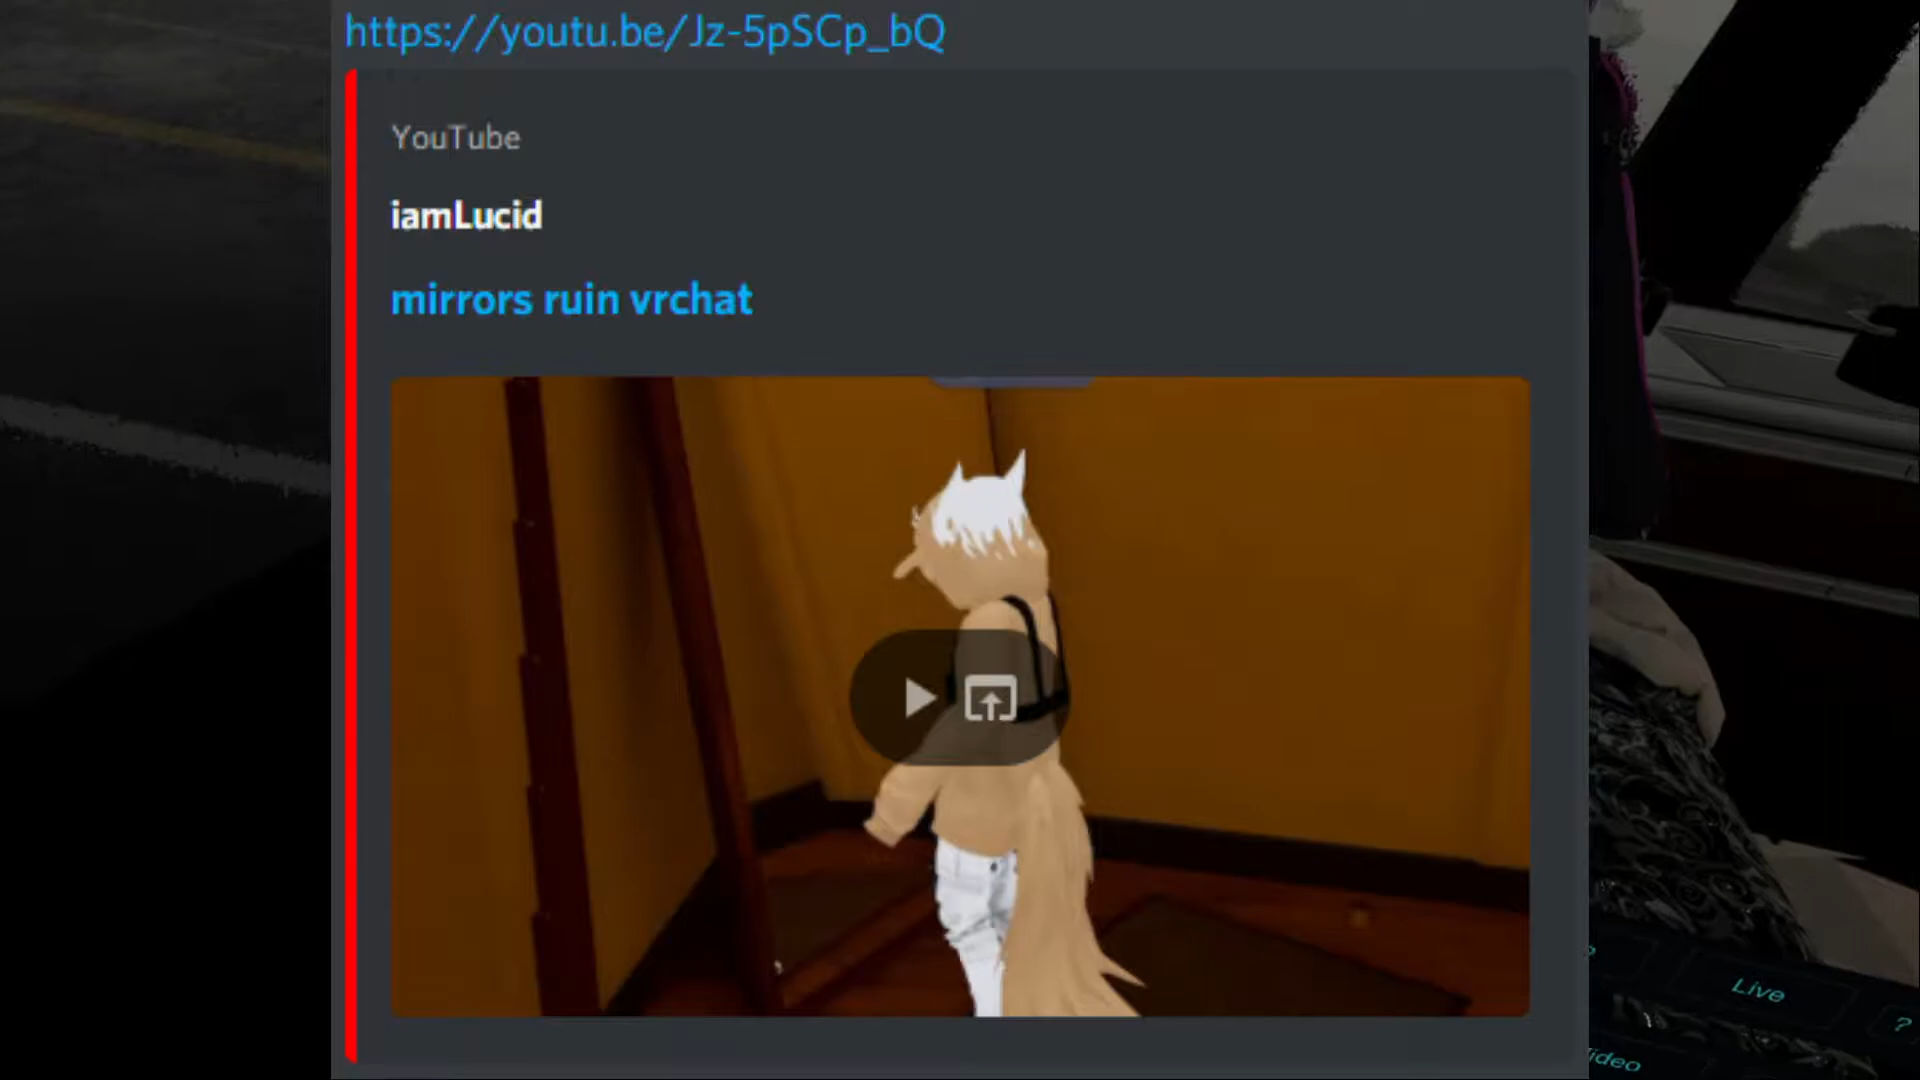 https://youtu.be/Jz-5pSCp_bQ
YouTube
iamLucid
mirrors ruin vrchat
Live
?